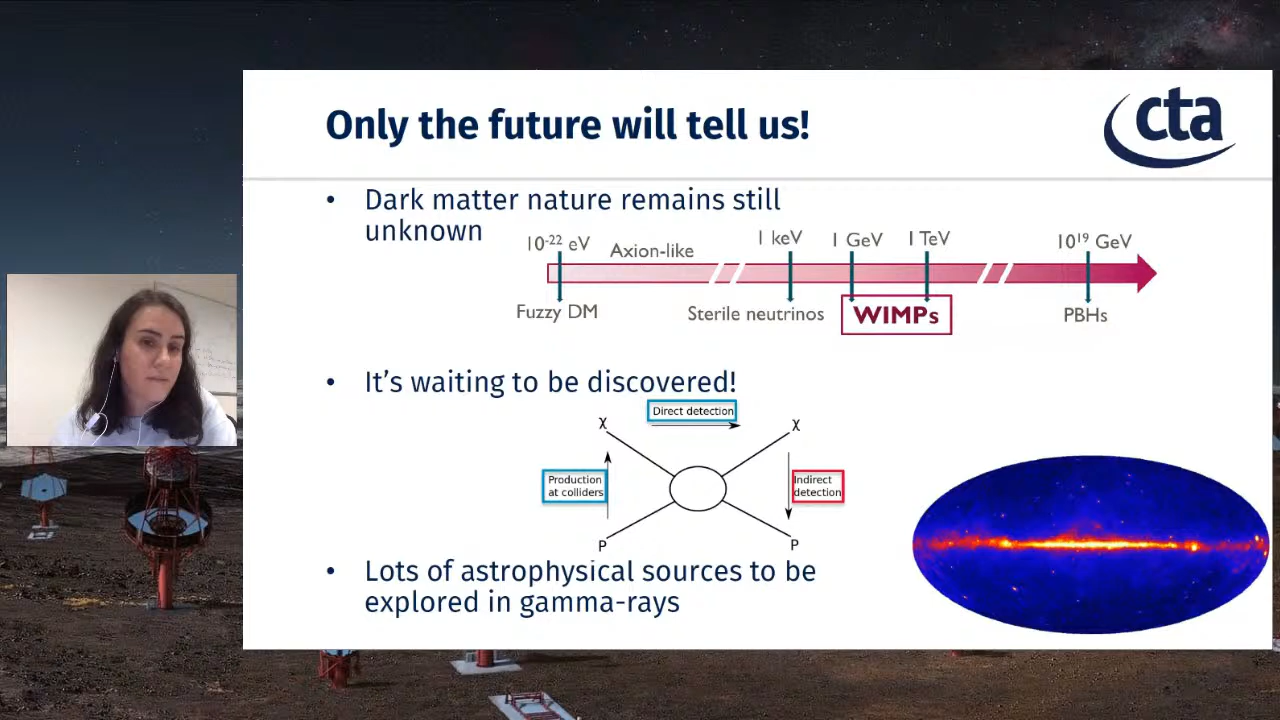 Only the future will tell us!
cta
• Dark matter nature remains still
unknown
10⁻²² eV
Axion-like
1 keV
1 GeV
1 TeV
10¹⁹ GeV
Fuzzy DM
Sterile neutrinos
WIMPs
PBHs
• It's waiting to be discovered!
Direct detection
χ
χ
Production
at colliders
Indirect
detection
P
P
• Lots of astrophysical sources to be
explored in gamma-rays